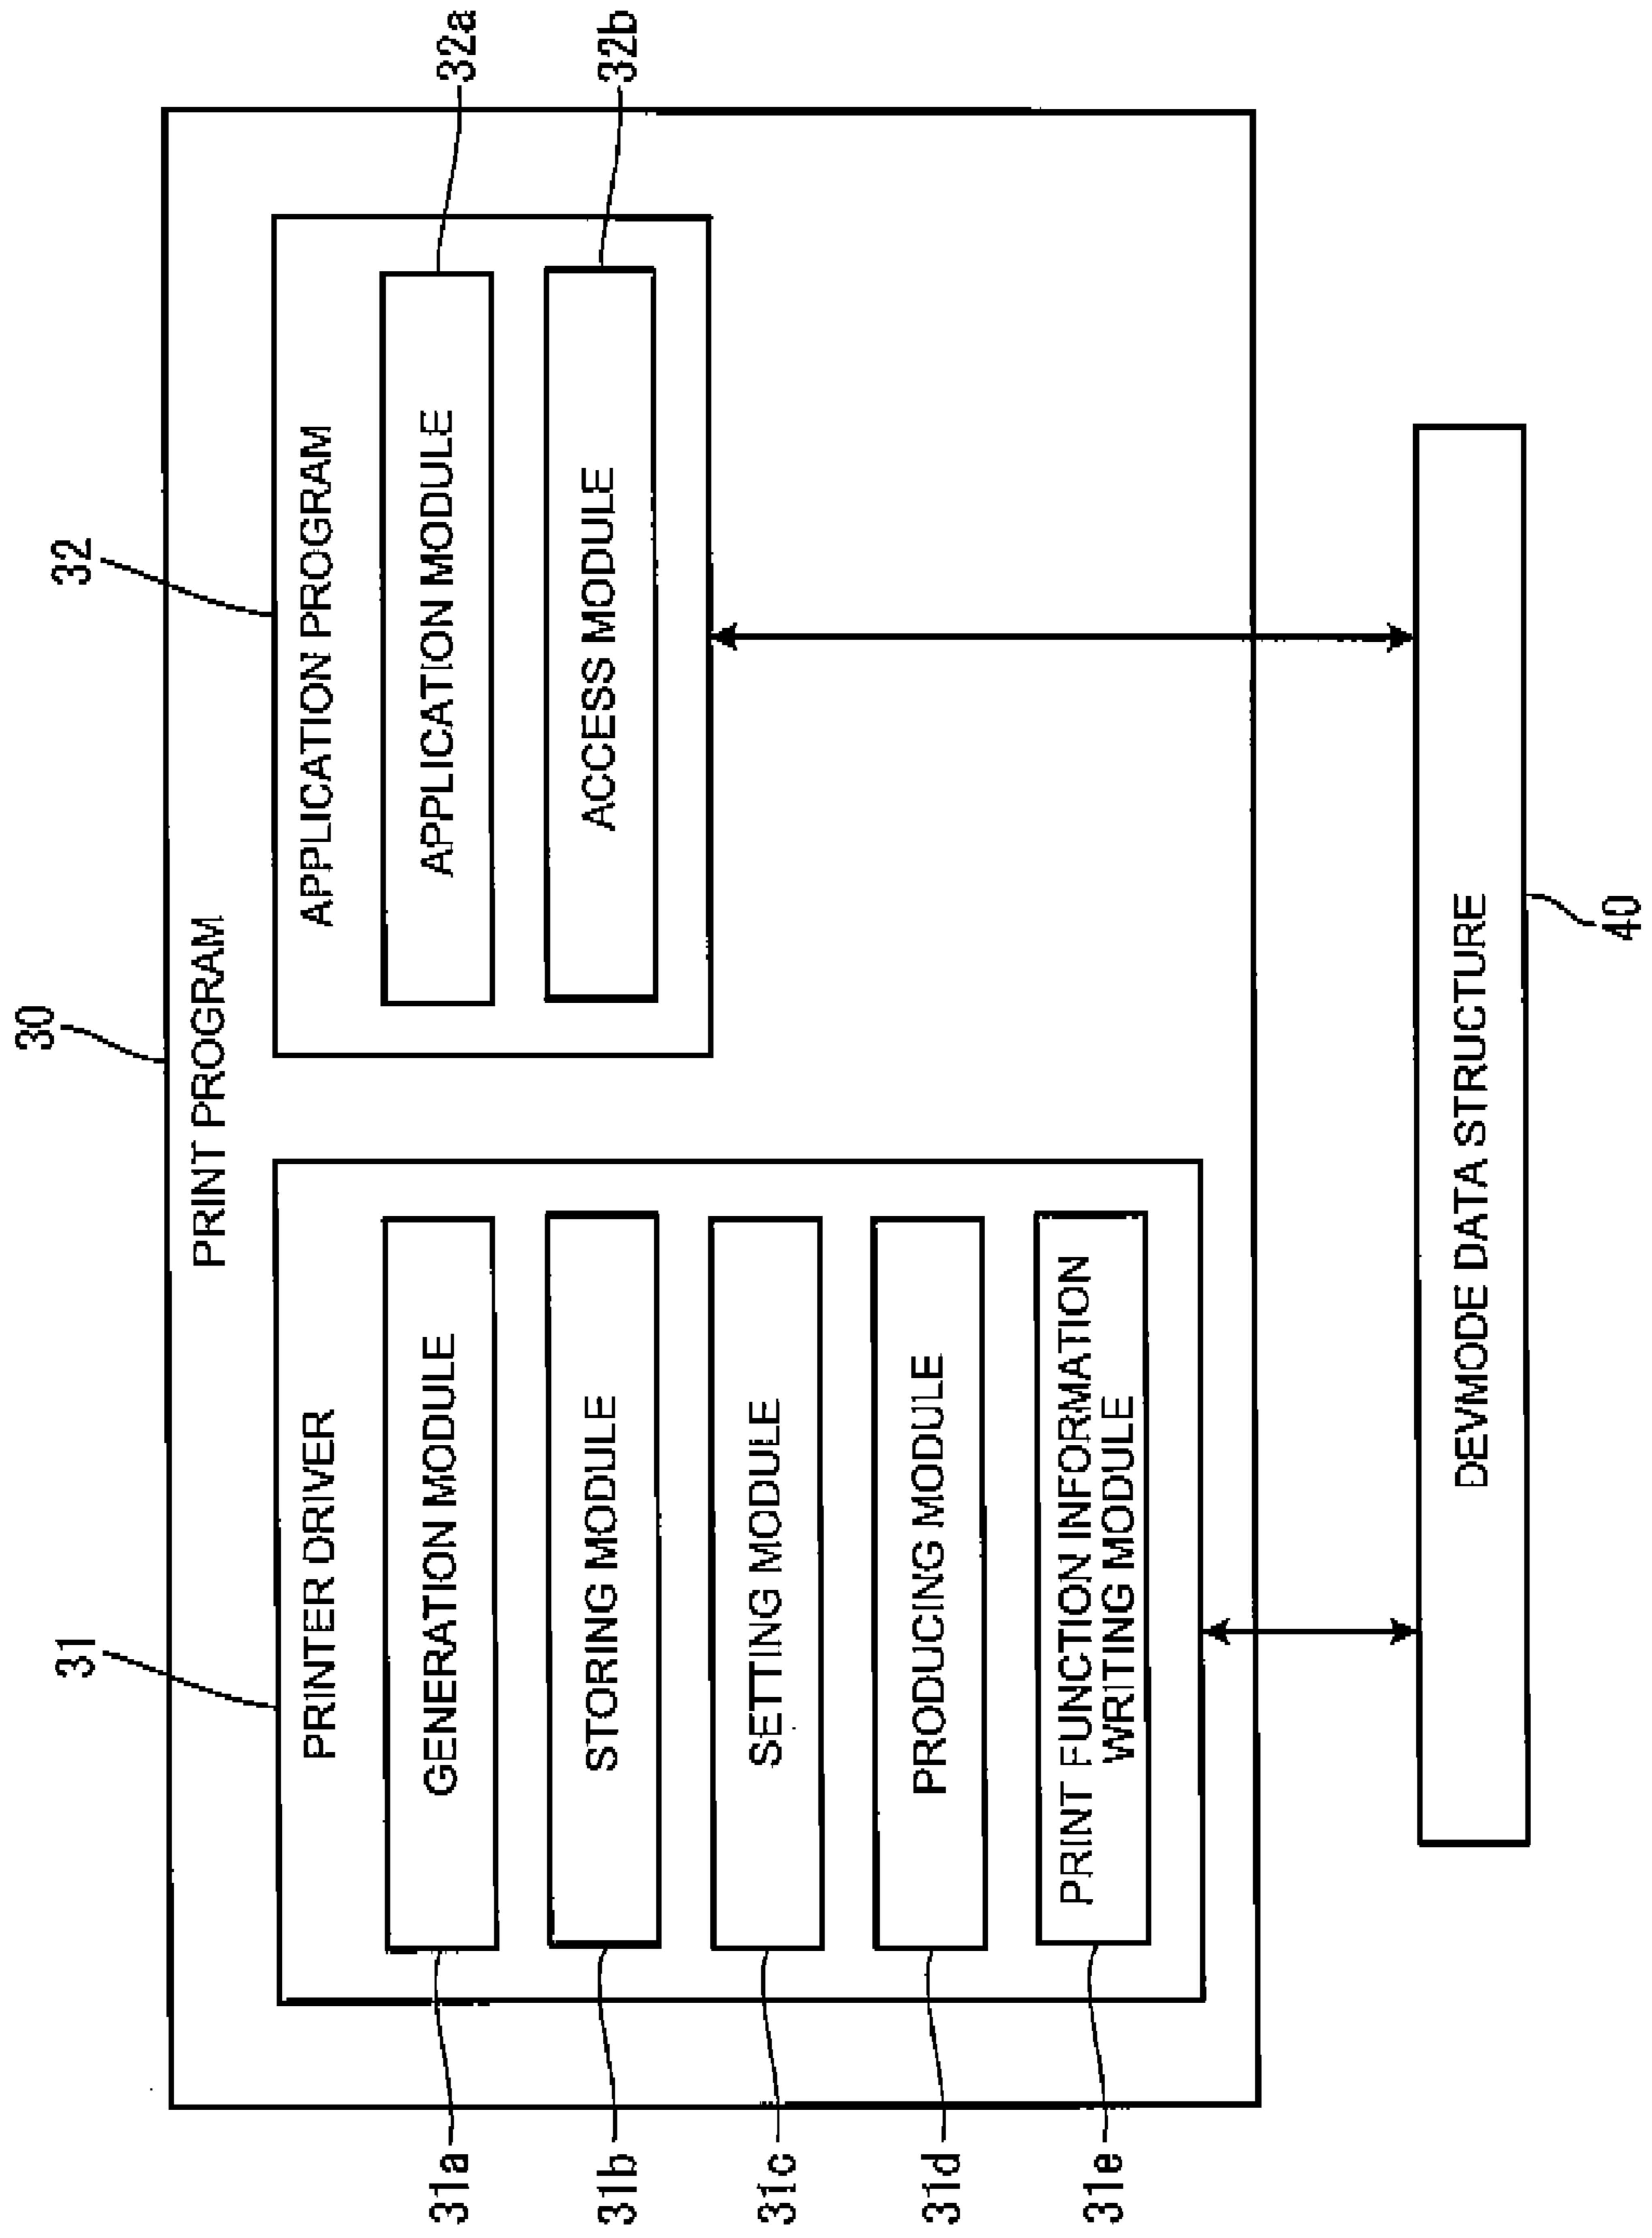 30
PRINT PROGRAM
31
PRINTER DRIVER
31a
GENERATION MODULE
31b
STORING MODULE
31c
SETTING MODULE
31d
PRODUCING MODULE
31e
PRINT FUNCTION INFORMATION
WRITING MODULE
32
APPLICATION PROGRAM
APPLICATION MODULE
32a
ACCESS MODULE
32b
DEVMODE DATA STRUCTURE
40